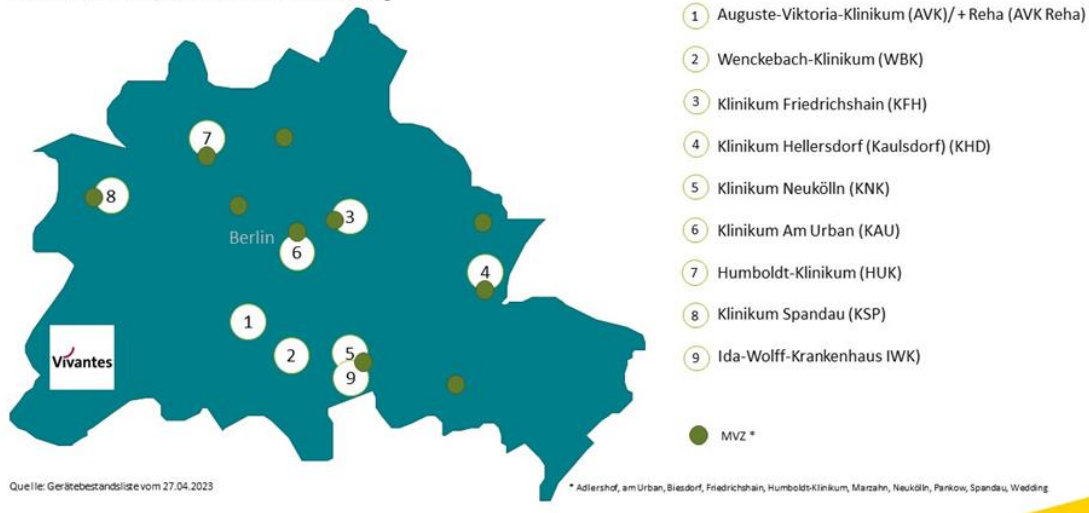 1 Auguste-Viktoria-Klinikum (AVK)/ + Reha (AVK Reha)
2 Wenckebach-Klinikum (WBK)
3 Klinikum Friedrichshain (KFH)
4 Klinikum Hellersdorf (Kaulsdorf) (KHD)
5 Klinikum Neukölln (KNK)
6 Klinikum Am Urban (KAU)
7 Humboldt-Klinikum (HUK)
8 Klinikum Spandau (KSP)
9 Ida-Wolff-Krankenhaus IWK)
MVZ *
7
8
3
Berlin
6
4
1
2
5
9
Vivantes
Quelle: Gerätebestandsliste vom 27.04.2023
* Adlershof, am Urban, Biesdorf, Friedrichshain, Humboldt-Klinikum, Marzahn, Neukölln, Pankow, Spandau, Wedding